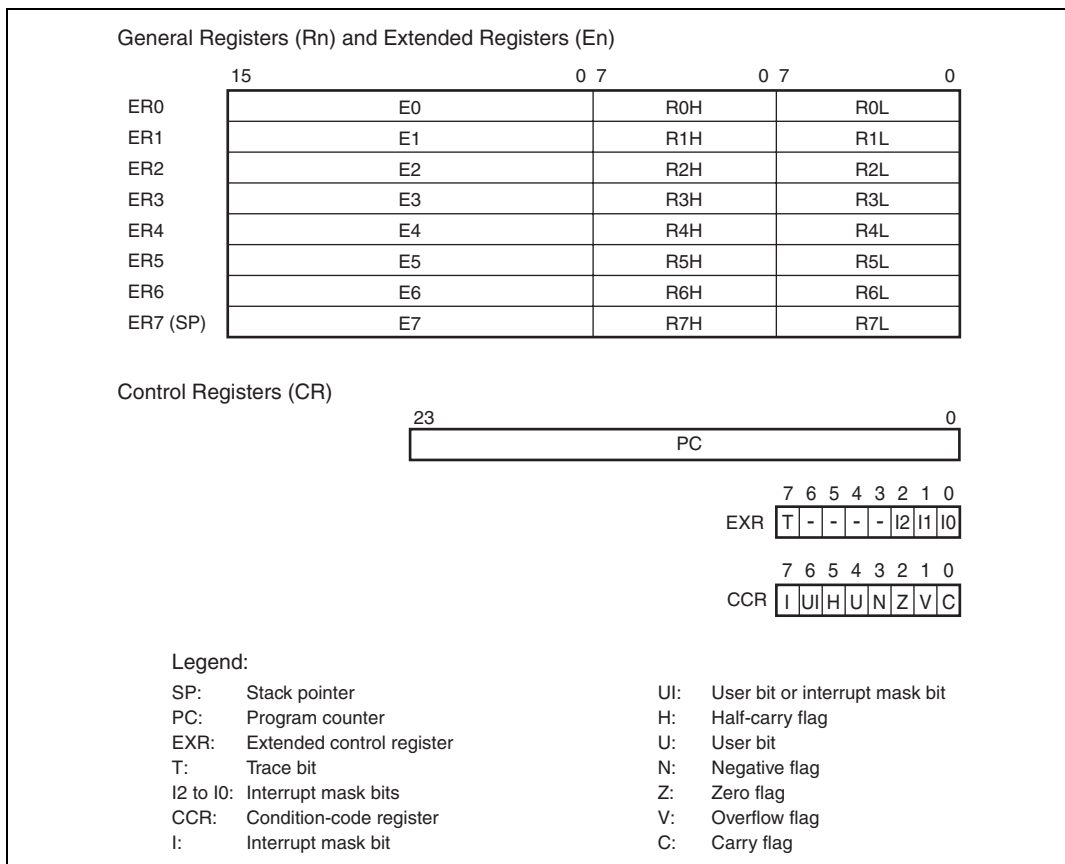 General Registers (Rn) and Extended Registers (En)
15 0 7 0 7 0
ER0 E0 R0H R0L
ER1 E1 R1H R1L
ER2 E2 R2H R2L
ER3 E3 R3H R3L
ER4 E4 R4H R4L
ER5 E5 R5H R5L
ER6 E6 R6H R6L
ER7 (SP) E7 R7H R7L
Control Registers (CR)
23 0
PC
7 6 5 4 3 2 1 0
EXR T - - - - I2 I1 I0
7 6 5 4 3 2 1 0
CCR I UI H U N Z V C
Legend:
SP: Stack pointer
PC: Program counter
EXR: Extended control register
T: Trace bit
I2 to I0: Interrupt mask bits
CCR: Condition-code register
I: Interrupt mask bit
UI: User bit or interrupt mask bit
H: Half-carry flag
U: User bit
N: Negative flag
Z: Zero flag
V: Overflow flag
C: Carry flag